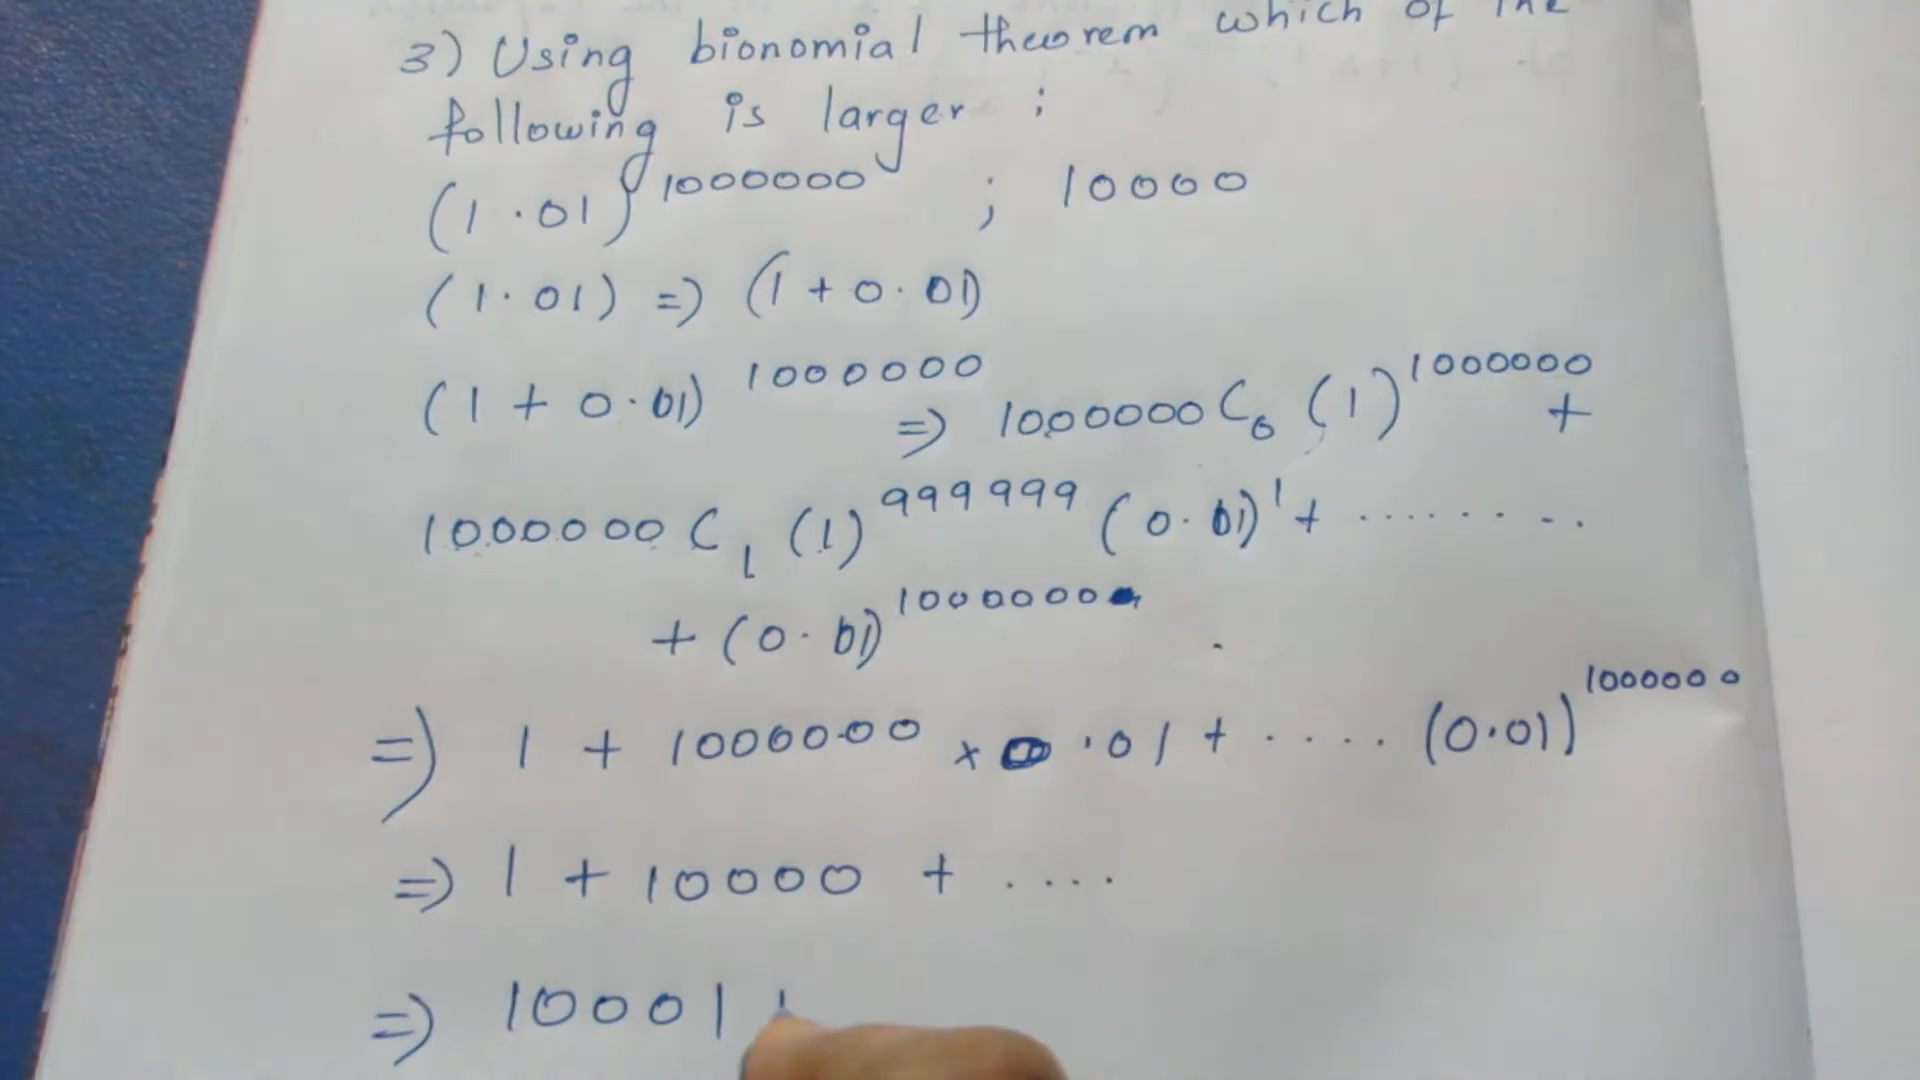 3) Using bionomial theorem which of the
following is larger :
(1.01)^1000000 ; 10000
(1.01) => (1+0.01)
(1+0.01)^1000000 => 1000000C₀(1)^1000000 +
1000000C₁(1)^999999 (0.01)^1 + .........
+ (0.01)^1000000
=> 1 + 1000000 × 0.01 + .... (0.01)^1000000
=> 1 + 10000 + ....
=> 10001